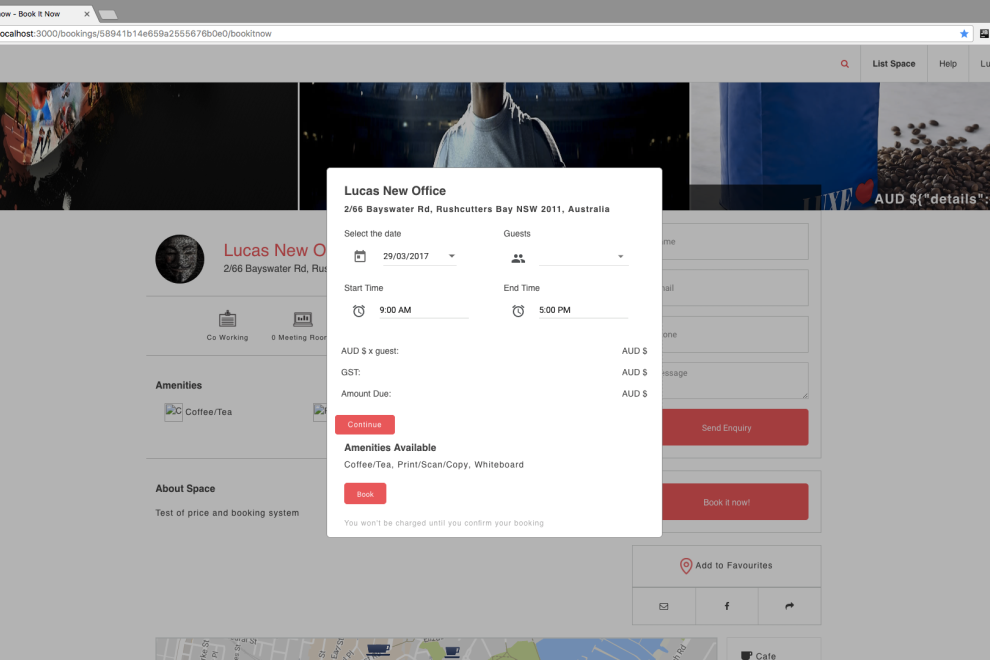 ow - Book It Now
ocalhost:3000/bookings/58941b14e659a2555676b0e0/bookitnow
List Space
Help
Lu
AUD ${"details":
Lucas New Office
2/66 Bayswater Rd, Rushcutters Bay NSW 2011, Australia
Select the date
Guests
29/03/2017
Start Time
End Time
9:00 AM
5:00 PM
AUD $ x guest:
AUD $
GST:
AUD $
Amount Due:
AUD $
Continue
Amenities Available
Coffee/Tea, Print/Scan/Copy, Whiteboard
Book
You won't be charged until you confirm your booking
Lucas New O
2/66 Bayswater Rd, Rus
Co Working
0 Meeting Roor
Amenities
Coffee/Tea
About Space
Test of price and booking system
me
ail
one
essage
Send Enquiry
Book it now!
Add to Favourites
Cafe